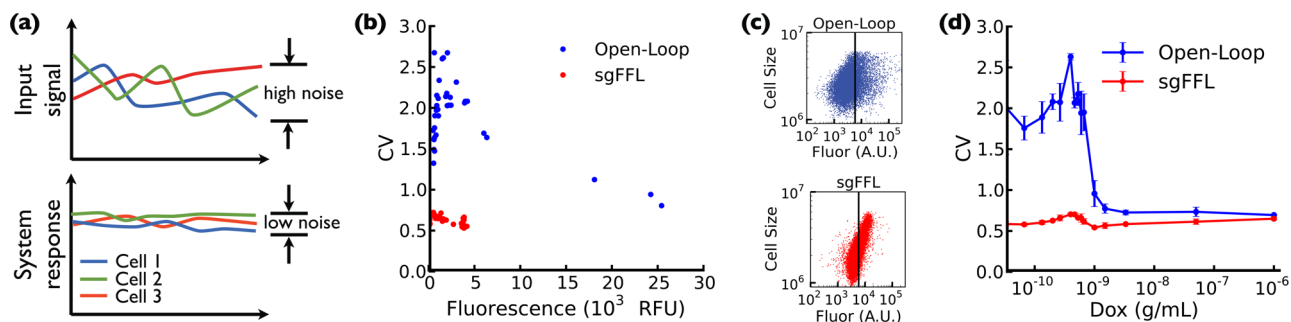 (a)
Input
signal
high noise
System
response
low noise
Cell 1
Cell 2
Cell 3
(b)
CV
3.0
2.5
2.0
1.5
1.0
0.5
0.0
0 5 10 15 20 25 30
Fluorescence (10³ RFU)
Open-Loop
sgFFL
(c)
Open-Loop
Cell Size
10⁷
10⁶
10² 10³ 10⁴ 10⁵
Fluor (A.U.)
sgFFL
Cell Size
10⁷
10⁶
10² 10³ 10⁴ 10⁵
Fluor (A.U.)
(d)
CV
3.0
2.5
2.0
1.5
1.0
0.5
0.0
10⁻¹⁰ 10⁻⁹ 10⁻⁸ 10⁻⁷ 10⁻⁶
Dox (g/mL)
Open-Loop
sgFFL